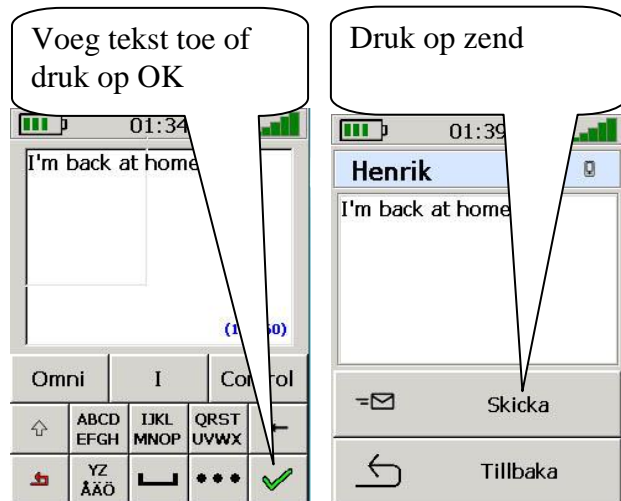 Voeg tekst toe of
druk op OK
01:34
I'm back at home
Omni I Control
ABCD
EFGH
IJKL
MNOP
QRST
UVWX
YZ
ÅÄÖ
Druk op zend
01:39
Henrik
I'm back at home
Skicka
Tillbaka